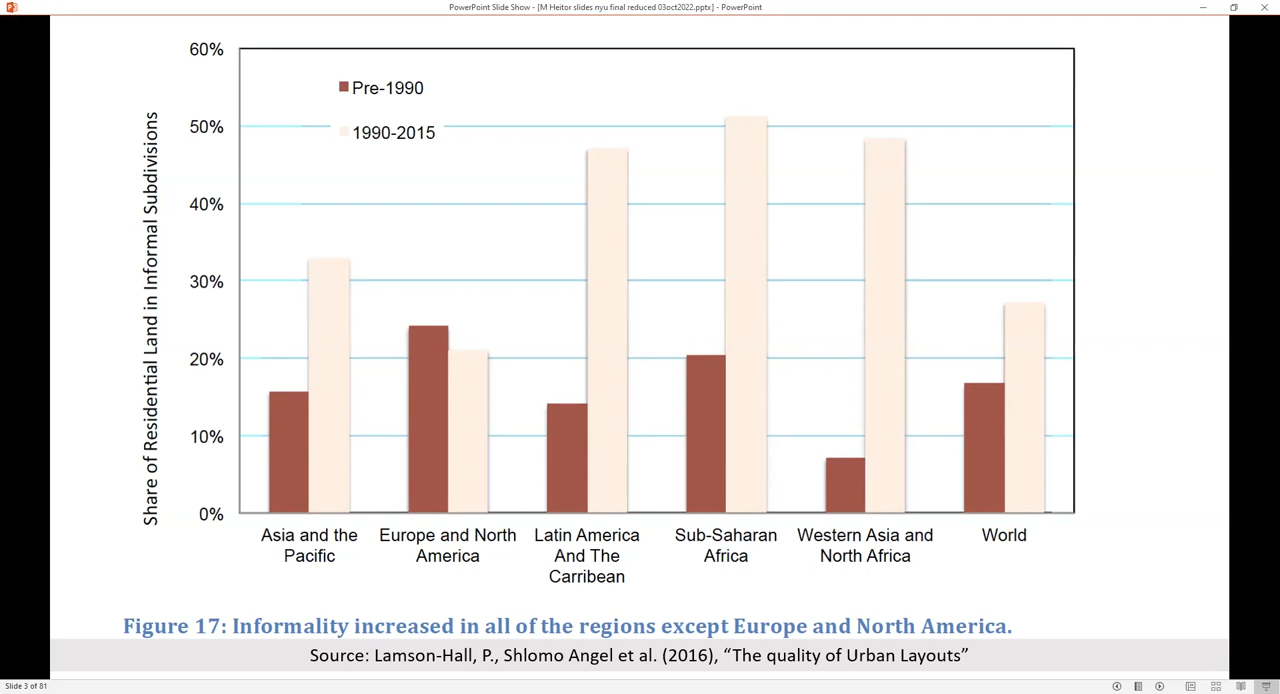 PowerPoint Slide Show - [M Heitor slides nyu final reduced 03oct2022.pptx] - PowerPoint
60%
Pre-1990
50%
1990-2015
40%
30%
20%
10%
0%
Share of Residential Land in Informal Subdivisions
Asia and the
Pacific
Europe and North
America
Latin America
And The
Carribean
Sub-Saharan
Africa
Western Asia and
North Africa
World
Figure 17: Informality increased in all of the regions except Europe and North America.
Source: Lamson-Hall, P., Shlomo Angel et al. (2016), “The quality of Urban Layouts”
Slide 3 of 81